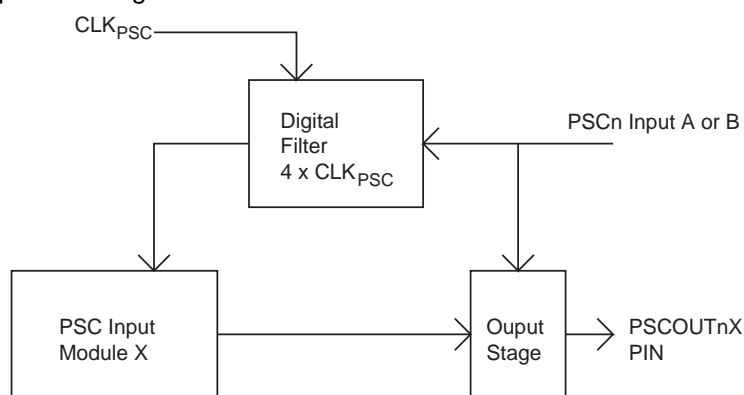 CLKPSC
Digital
Filter
4 x CLKPSC
PSCn Input A or B
PSC Input
Module X
Ouput
Stage
PSCOUTnX
PIN